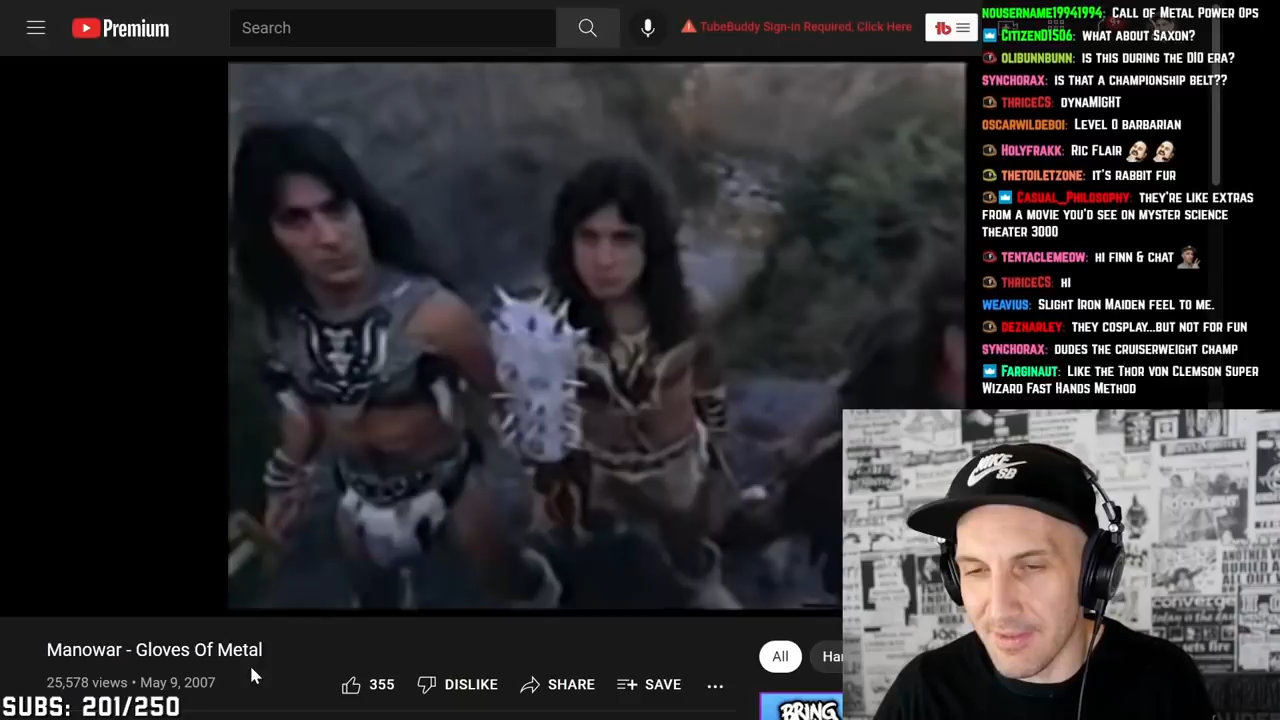 Premium
Search
TubeBuddy Sign-in Required, Click Here
tb
NOUSERNAME19941994: CALL OF METAL POWER OPS
CITIZEND1506: WHAT ABOUT SAXON?
OLIBUNNBUNN: IS THIS DURING THE DIO ERA?
SYNCHORAX: IS THAT A CHAMPIONSHIP BELT??
THRICECS: DYNAMIGHT
OSCARWILDEBOI: LEVEL 0 BARBARIAN
HOLYFRAKK: RIC FLAIR
THETOILETZONE: IT'S RABBIT FUR
CASUAL_PHILOSOPHY: THEY'RE LIKE EXTRAS
FROM A MOVIE YOU'D SEE ON MYSTER SCIENCE
THEATER 3000
TENTACLEMEOW: HI FINN & CHAT
THRICECS: HI
WEAVIUS: SLIGHT IRON MAIDEN FEEL TO ME.
DEZHARLEY: THEY COSPLAY...BUT NOT FOR FUN
SYNCHORAX: DUDES THE CRUISERWEIGHT CHAMP
FARGINAUT: LIKE THE THOR VON CLEMSON SUPER
WIZARD FAST HANDS METHOD
NIKE
SB
converge
Manowar - Gloves Of Metal
All
25,578 views • May 9, 2007
355
DISLIKE
SHARE
SAVE
SUBS: 201/250
BRING